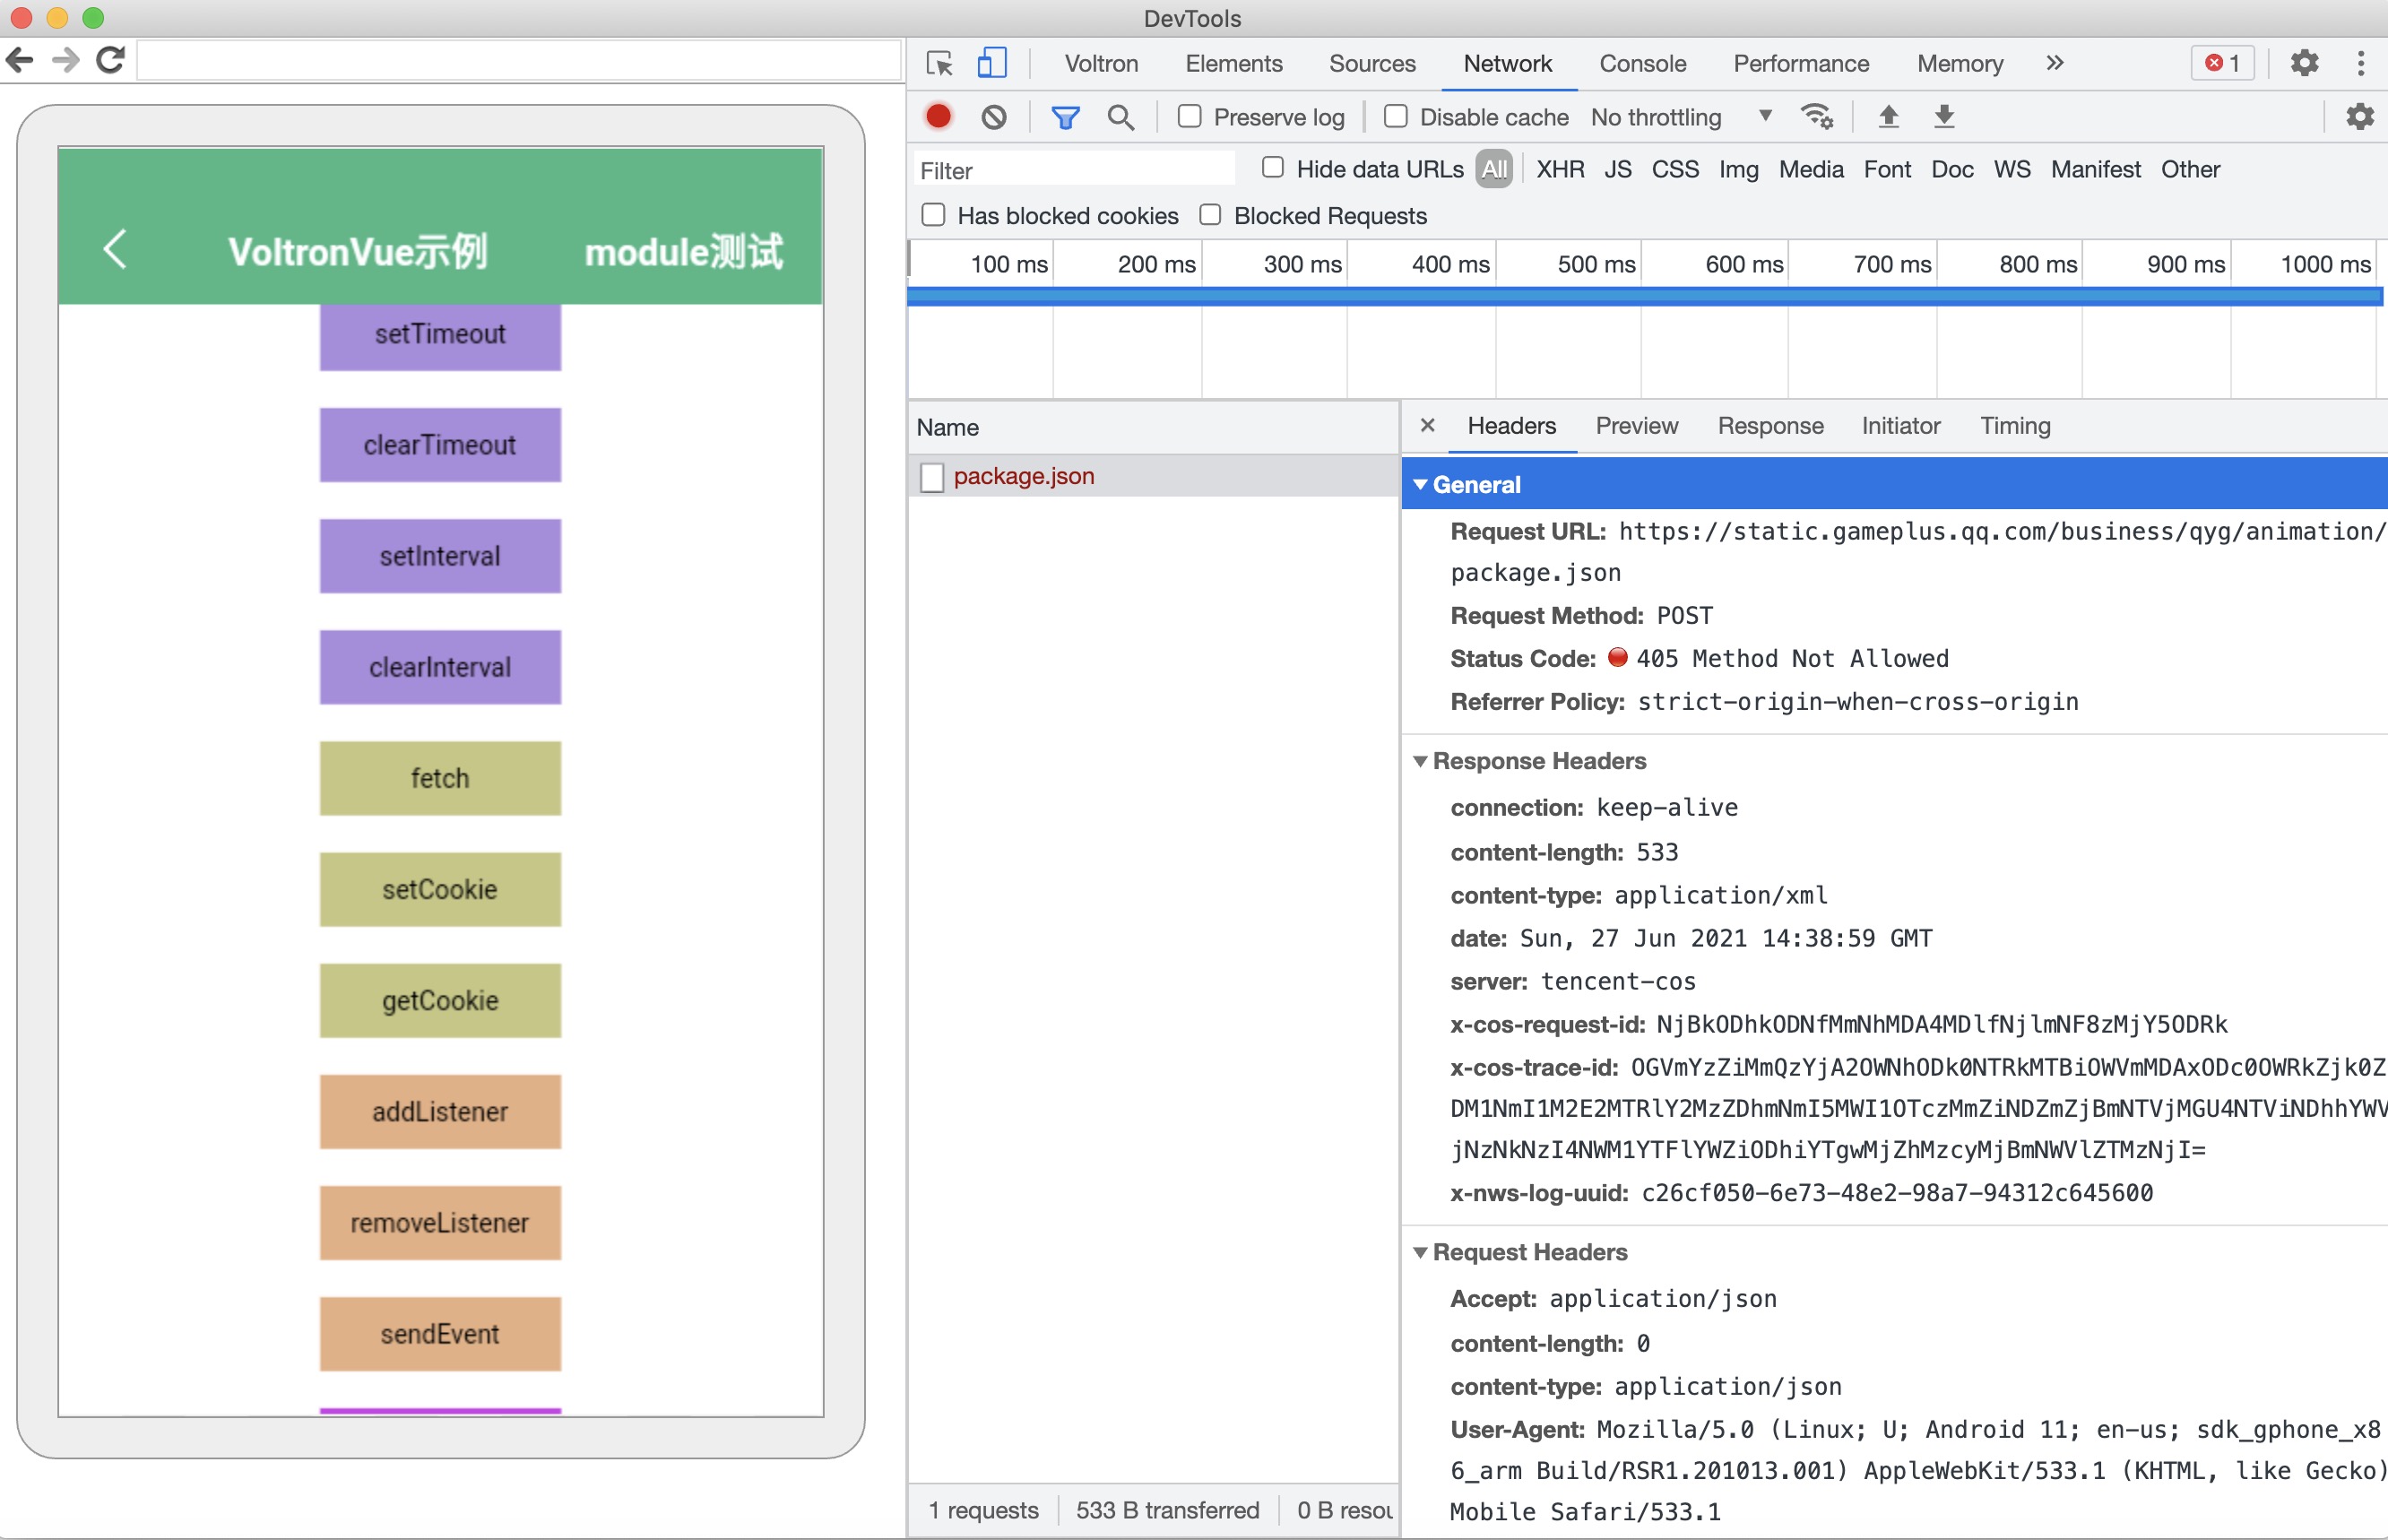 DevTools
Voltron Elements Sources Network Console Performance Memory » 1
Preserve log Disable cache No throttling
Filter Hide data URLs All XHR JS CSS Img Media Font Doc WS Manifest Other
Has blocked cookies Blocked Requests
100 ms 200 ms 300 ms 400 ms 500 ms 600 ms 700 ms 800 ms 900 ms 1000 ms
VoltronVue示例 module测试
setTimeout
clearTimeout
setInterval
clearInterval
fetch
setCookie
getCookie
addListener
removeListener
sendEvent
Name
package.json
1 requests 533 B transferred 0 B resou
× Headers Preview Response Initiator Timing
General
Request URL: https://static.gameplus.qq.com/business/qyg/animation/
package.json
Request Method: POST
Status Code: 405 Method Not Allowed
Referrer Policy: strict-origin-when-cross-origin
Response Headers
connection: keep-alive
content-length: 533
content-type: application/xml
date: Sun, 27 Jun 2021 14:38:59 GMT
server: tencent-cos
x-cos-request-id: NjBkODhkODNfMmNhMDA4MDlfNjlmNF8zMjY5ODRk
x-cos-trace-id: OGVmYzZiMmQzYjA2OWNhODk0NTRkMTBiOWVmMDAxODc0OWRkZjk0Z
DM1NmI1M2E2MTRlY2MzZDhmNmI5MWI1OTczMmZiNDZmZjBmNTVjMGU4NTViNDhhYWV
jNzNkNzI4NWM1YTFlYWZiODhiYTgwMjZhMzcyMjBmNWVlZTMzNjI=
x-nws-log-uuid: c26cf050-6e73-48e2-98a7-94312c645600
Request Headers
Accept: application/json
content-length: 0
content-type: application/json
User-Agent: Mozilla/5.0 (Linux; U; Android 11; en-us; sdk_gphone_x8
6_arm Build/RSR1.201013.001) AppleWebKit/533.1 (KHTML, like Gecko)
Mobile Safari/533.1